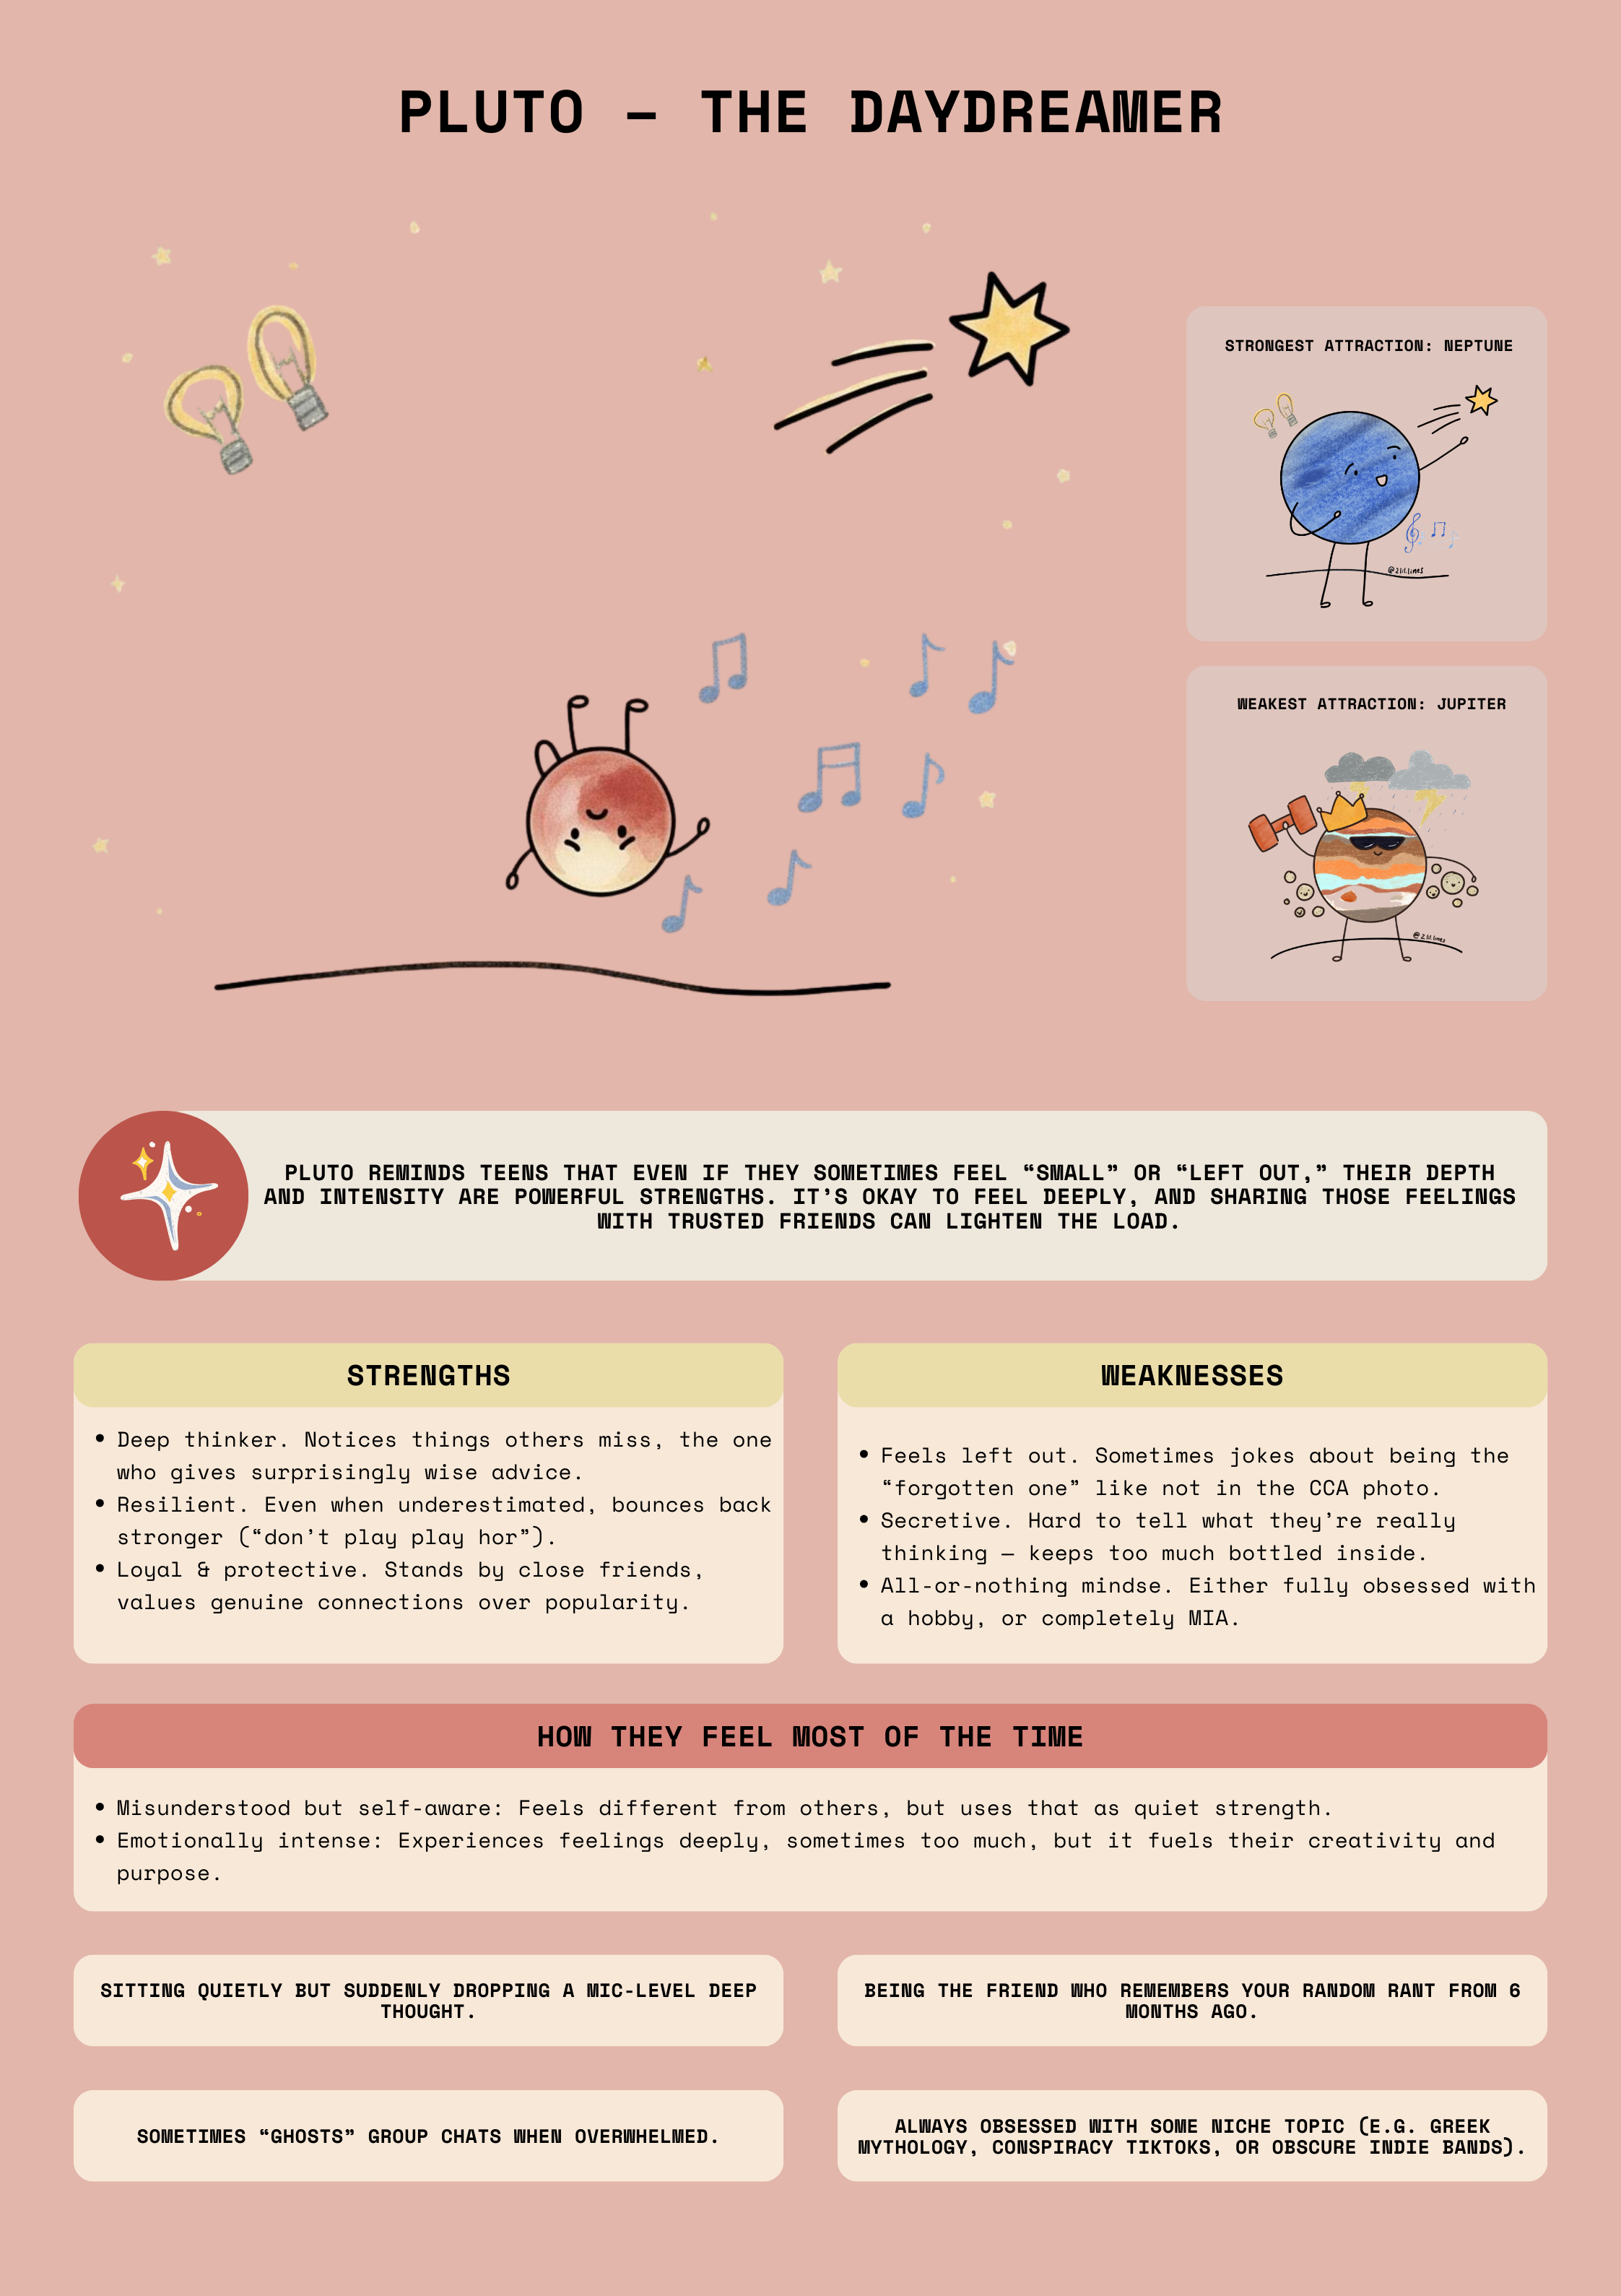 PLUTO – THE DAYDREAMER
STRONGEST ATTRACTION: NEPTUNE
@2lil.lines
WEAKEST ATTRACTION: JUPITER
@2lil.lines
PLUTO REMINDS TEENS THAT EVEN IF THEY SOMETIMES FEEL “SMALL” OR “LEFT OUT,” THEIR DEPTH
AND INTENSITY ARE POWERFUL STRENGTHS. IT’S OKAY TO FEEL DEEPLY, AND SHARING THOSE FEELINGS
WITH TRUSTED FRIENDS CAN LIGHTEN THE LOAD.
STRENGTHS
• Deep thinker. Notices things others miss, the one
who gives surprisingly wise advice.
• Resilient. Even when underestimated, bounces back
stronger (“don’t play play hor”).
• Loyal & protective. Stands by close friends,
values genuine connections over popularity.
WEAKNESSES
• Feels left out. Sometimes jokes about being the
“forgotten one” like not in the CCA photo.
• Secretive. Hard to tell what they’re really
thinking – keeps too much bottled inside.
• All-or-nothing mindse. Either fully obsessed with
a hobby, or completely MIA.
HOW THEY FEEL MOST OF THE TIME
• Misunderstood but self-aware: Feels different from others, but uses that as quiet strength.
• Emotionally intense: Experiences feelings deeply, sometimes too much, but it fuels their creativity and
purpose.
SITTING QUIETLY BUT SUDDENLY DROPPING A MIC-LEVEL DEEP
THOUGHT.
BEING THE FRIEND WHO REMEMBERS YOUR RANDOM RANT FROM 6
MONTHS AGO.
SOMETIMES “GHOSTS” GROUP CHATS WHEN OVERWHELMED.
ALWAYS OBSESSED WITH SOME NICHE TOPIC (E.G. GREEK
MYTHOLOGY, CONSPIRACY TIKTOKS, OR OBSCURE INDIE BANDS).